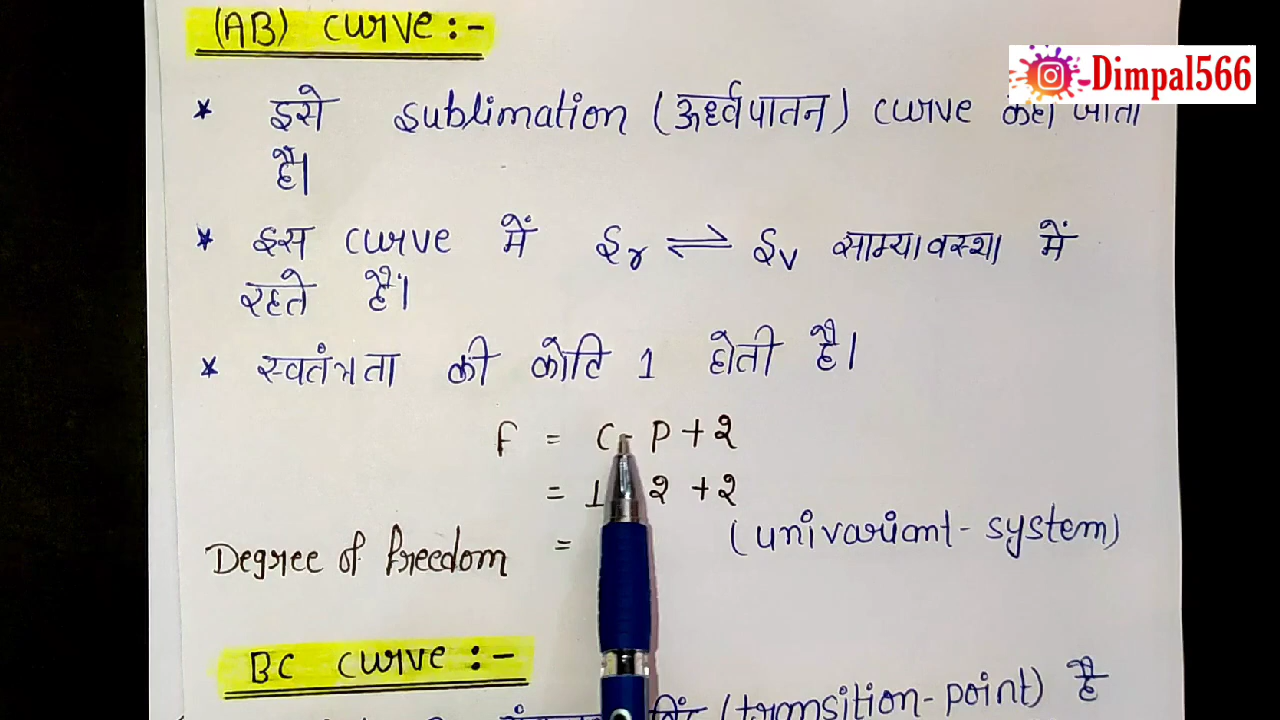 (AB) curve:-
-Dimpal566
* इसे sublimation (ऊर्ध्वपातन) curve कहा जाता
है।
* इस curve में Sr ⇌ Sv साम्यावस्था में
रहते हैं।
* स्वतंत्रता की कोटि 1 होती है।
F = C - P + 2
= 1 2 + 2
Degree of freedom = (univariant-system)
BC curve:-
(transition-point) है